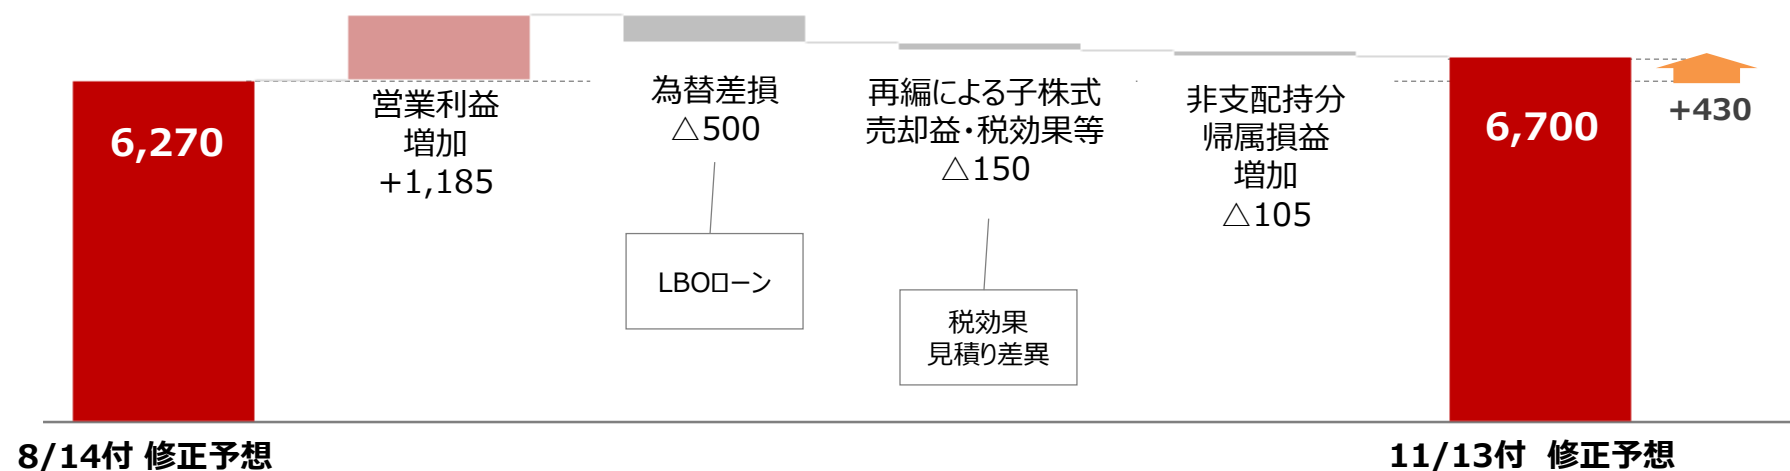 6,270
営業利益
増加
+1,185
為替差損
△500
LBOローン
再編による子株式
売却益・税効果等
△150
税効果
見積り差異
非支配持分
帰属損益
増加
△105
6,700
+430
8/14付 修正予想
11/13付 修正予想